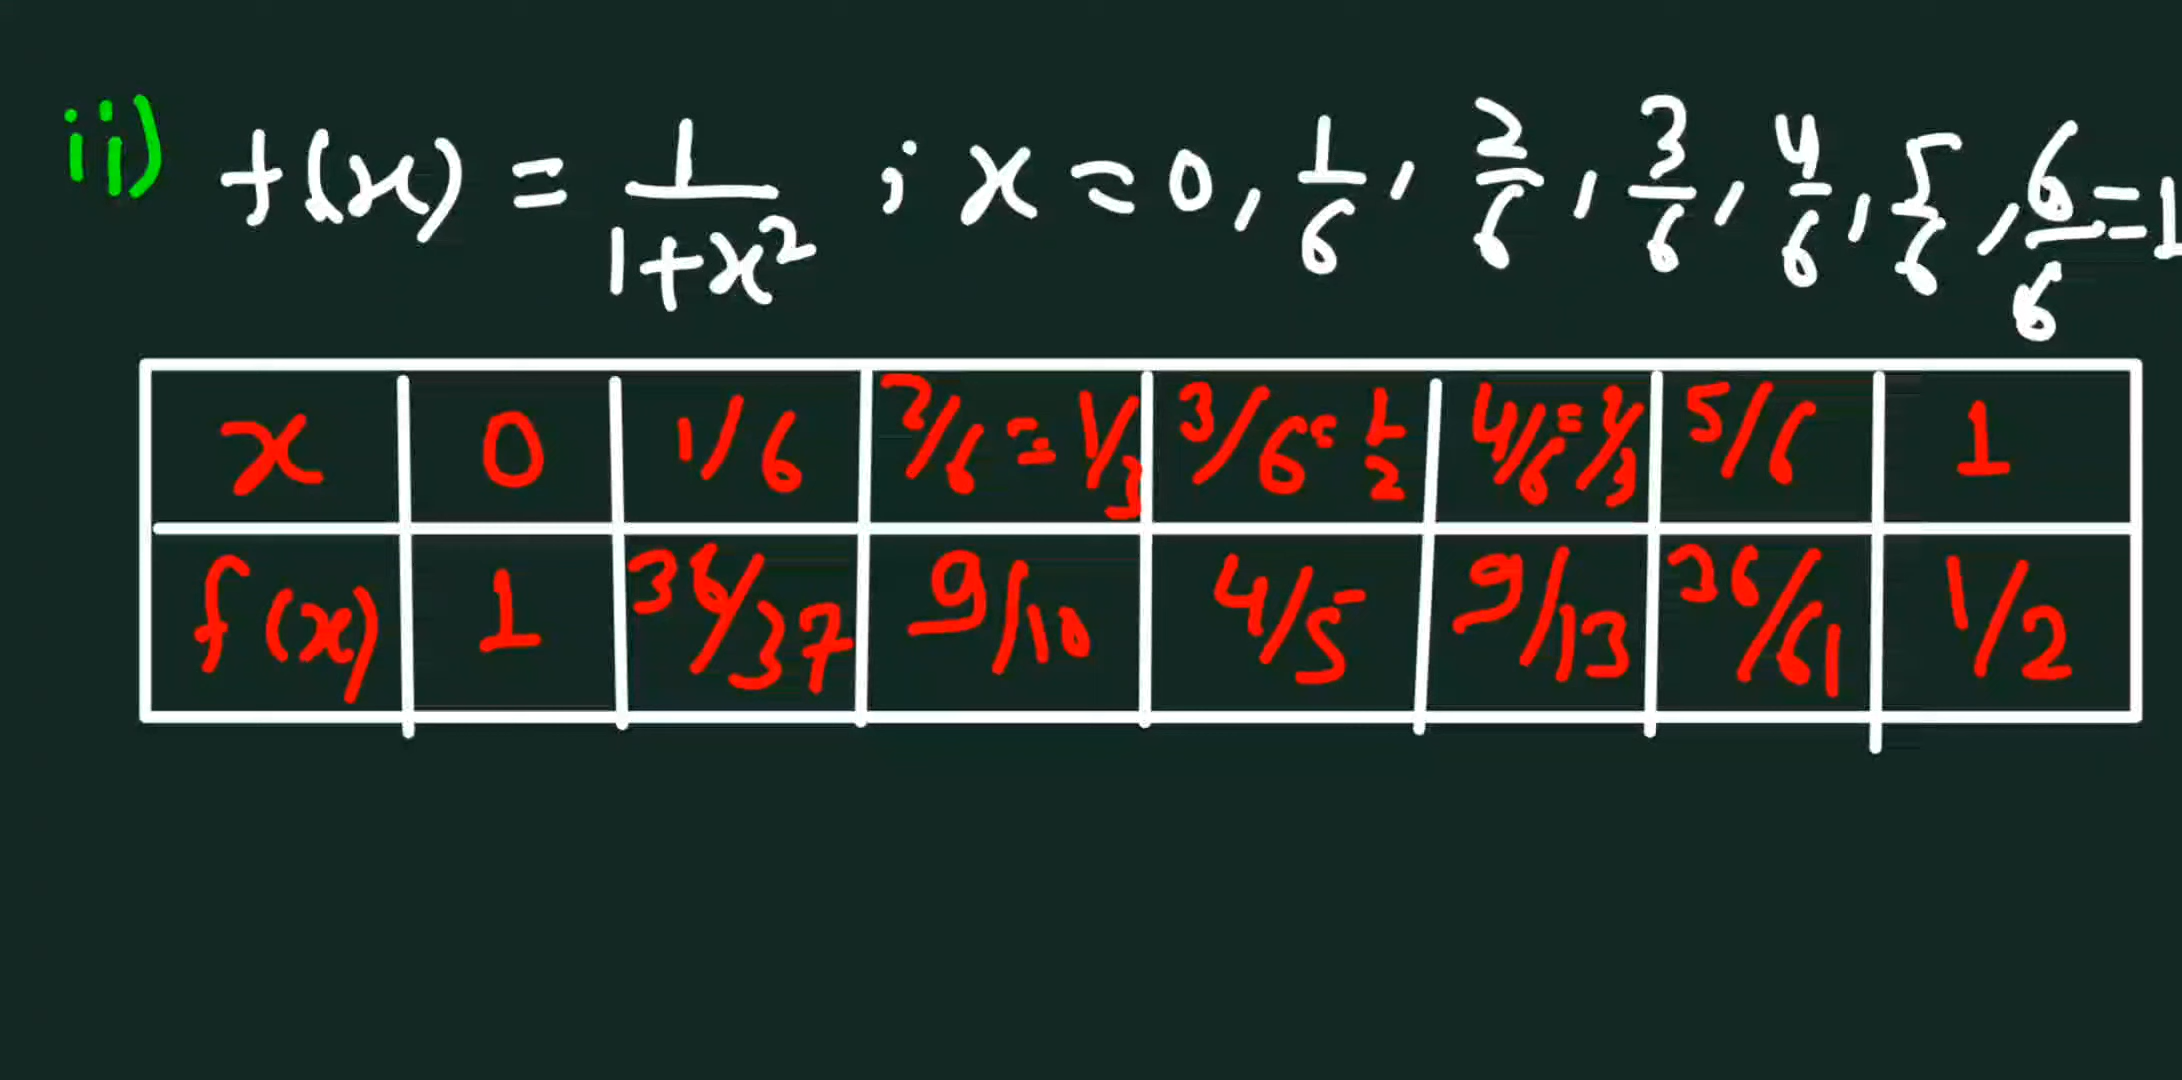 ii) f(x) = 1/(1+x²) ; x = 0, 1/6, 2/6, 3/6, 4/6, 5/6, 6/6 = 1
x 0 1/6 2/6 = 1/3 3/6 = 1/2 4/6 = 2/3 5/6 1
f(x) 1 36/37 9/10 4/5 9/13 36/61 1/2